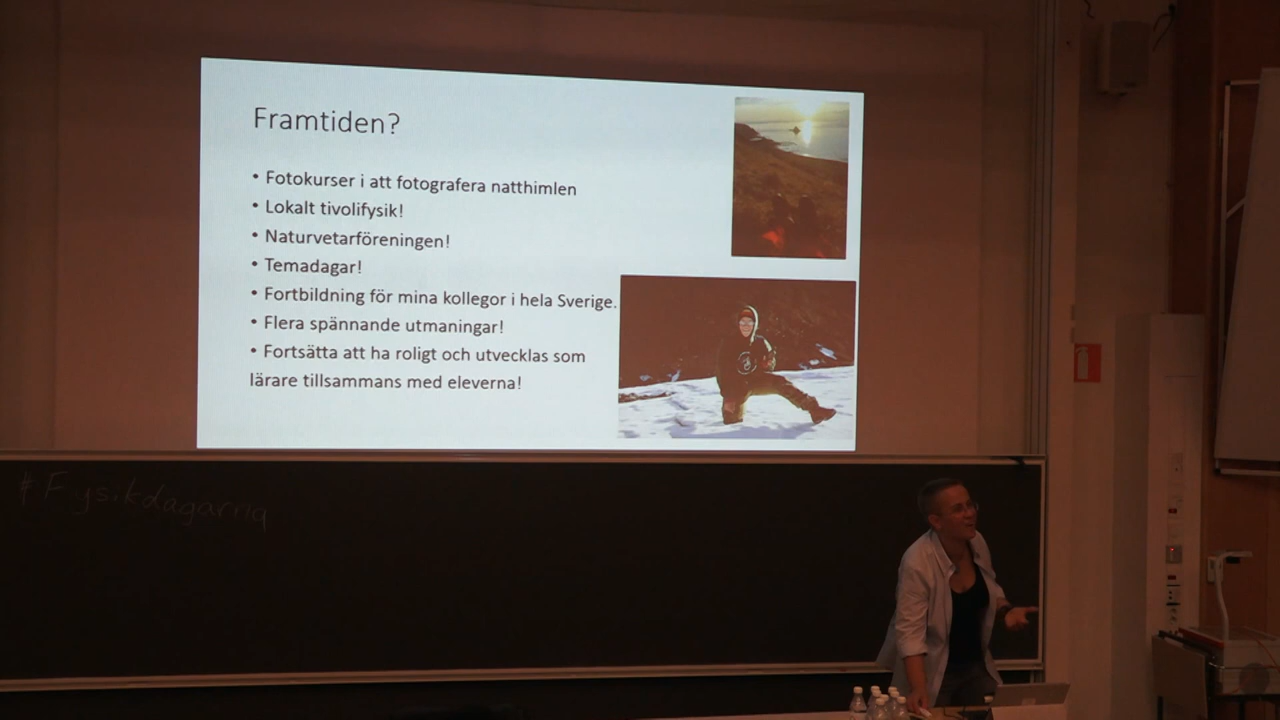 Framtiden?
• Fotokurser i att fotografera natthimlen
• Lokalt tivolifysik!
• Naturvetarföreningen!
• Temadagar!
• Fortbildning för mina kollegor i hela Sverige.
• Flera spännande utmaningar!
• Fortsätta att ha roligt och utvecklas som
lärare tillsammans med eleverna!
#Fysikdagarna